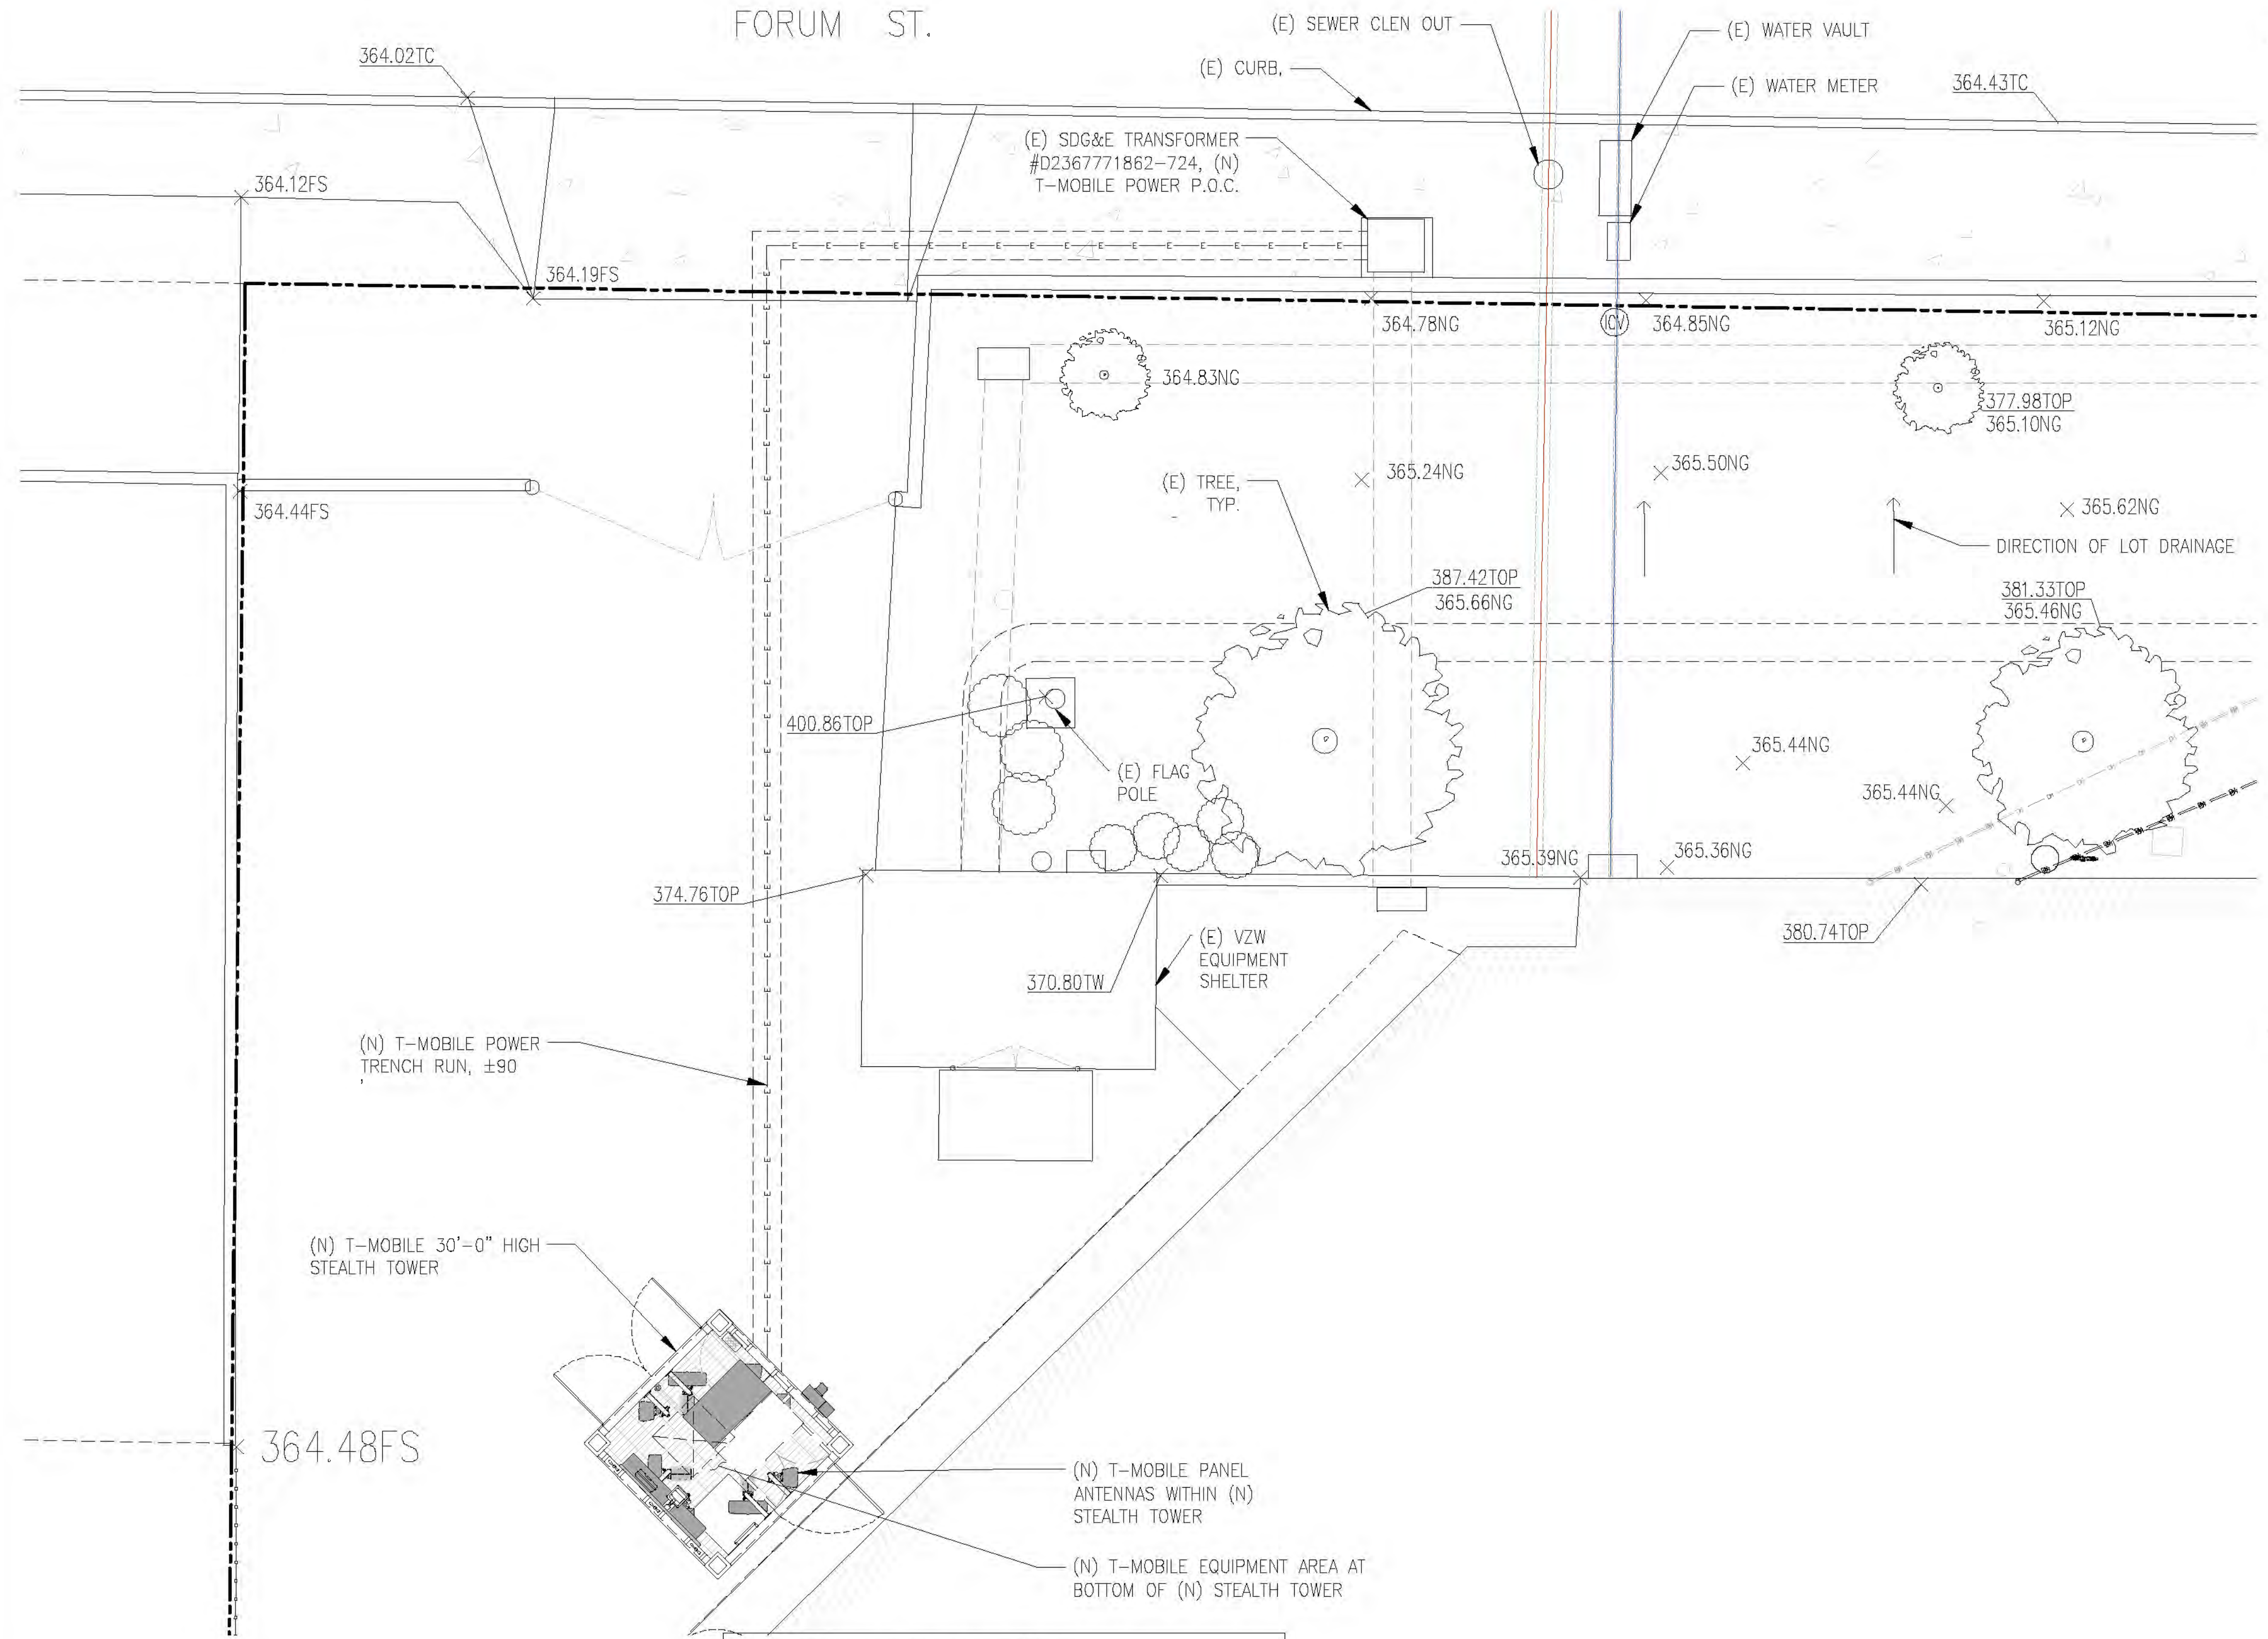 FORUM ST.
(E) SEWER CLEN OUT
(E) WATER VAULT
364.02TC
(E) CURB,
(E) WATER METER
364.43TC
(E) SDG&E TRANSFORMER
#D2367771862-724, (N)
T-MOBILE POWER P.O.C.
364.12FS
364.19FS
364.78NG
ICV
364.85NG
365.12NG
364.83NG
377.98TOP
365.10NG
364.44FS
(E) TREE,
TYP.
365.24NG
365.50NG
365.62NG
DIRECTION OF LOT DRAINAGE
387.42TOP
365.66NG
381.33TOP
365.46NG
400.86TOP
(E) FLAG
POLE
365.44NG
365.44NG
365.39NG
365.36NG
374.76TOP
380.74TOP
(E) VZW
EQUIPMENT
SHELTER
370.80TW
(N) T-MOBILE POWER
TRENCH RUN, ±90
'
(N) T-MOBILE 30'-0" HIGH
STEALTH TOWER
364.48FS
(N) T-MOBILE PANEL
ANTENNAS WITHIN (N)
STEALTH TOWER
(N) T-MOBILE EQUIPMENT AREA AT
BOTTOM OF (N) STEALTH TOWER